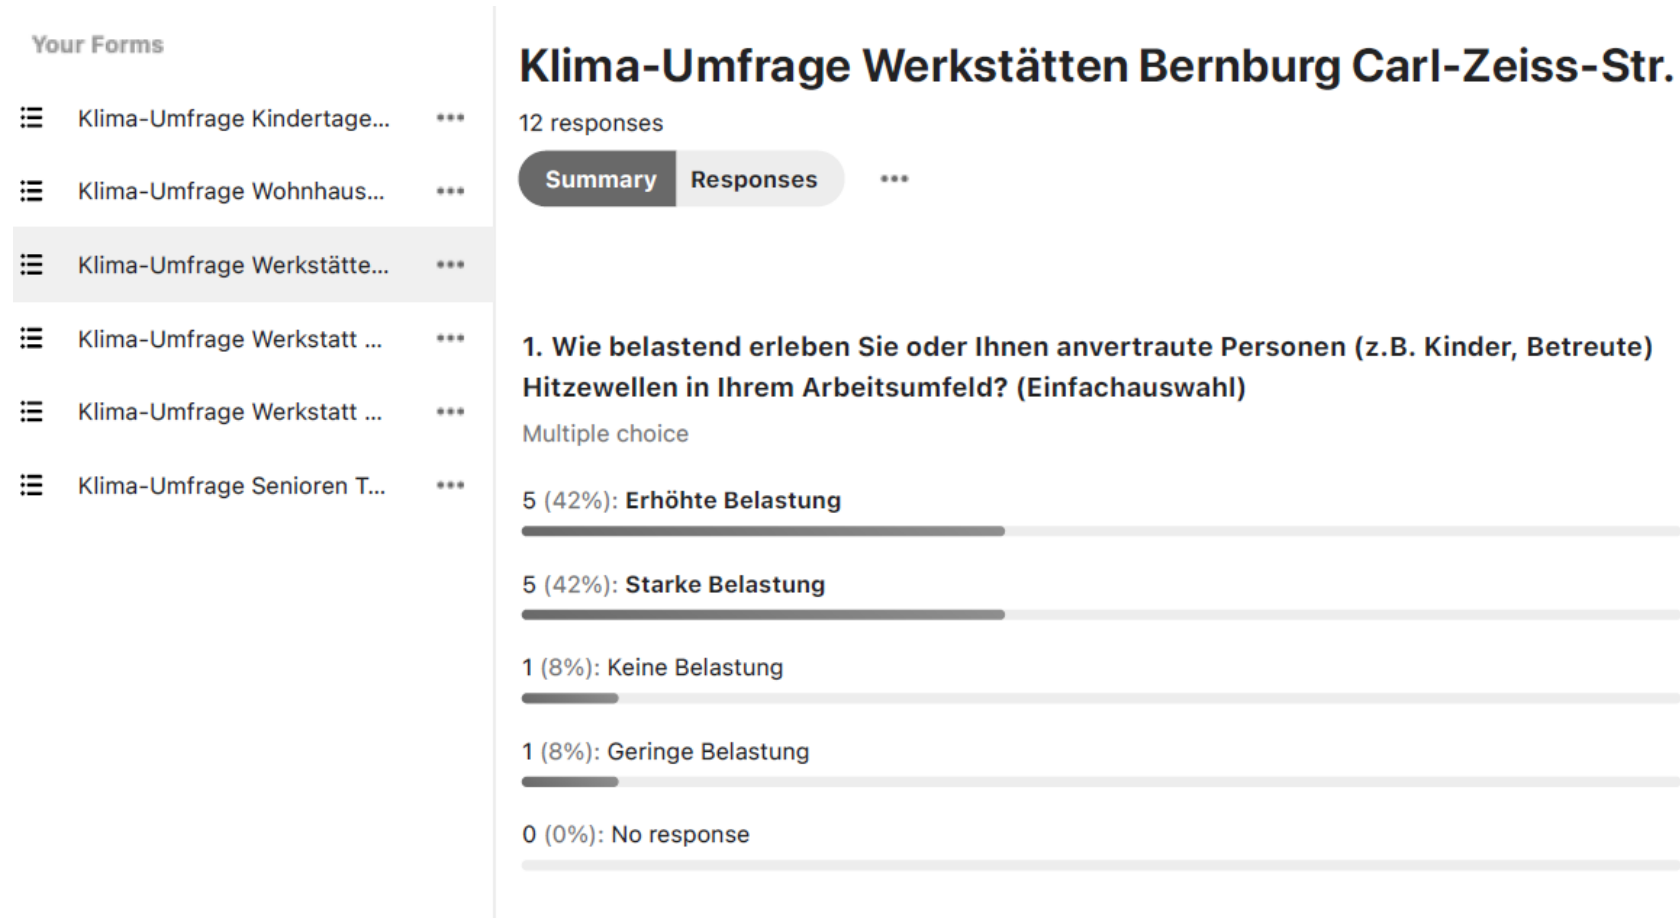 Your Forms
Klima-Umfrage Kindertage...
Klima-Umfrage Wohnhaus...
Klima-Umfrage Werkstätte...
Klima-Umfrage Werkstatt ...
Klima-Umfrage Werkstatt ...
Klima-Umfrage Senioren T...
Klima-Umfrage Werkstätten Bernburg Carl-Zeiss-Str.
12 responses
Summary Responses
1. Wie belastend erleben Sie oder Ihnen anvertraute Personen (z.B. Kinder, Betreute)
Hitzewellen in Ihrem Arbeitsumfeld? (Einfachauswahl)
Multiple choice
5 (42%): Erhöhte Belastung
5 (42%): Starke Belastung
1 (8%): Keine Belastung
1 (8%): Geringe Belastung
0 (0%): No response